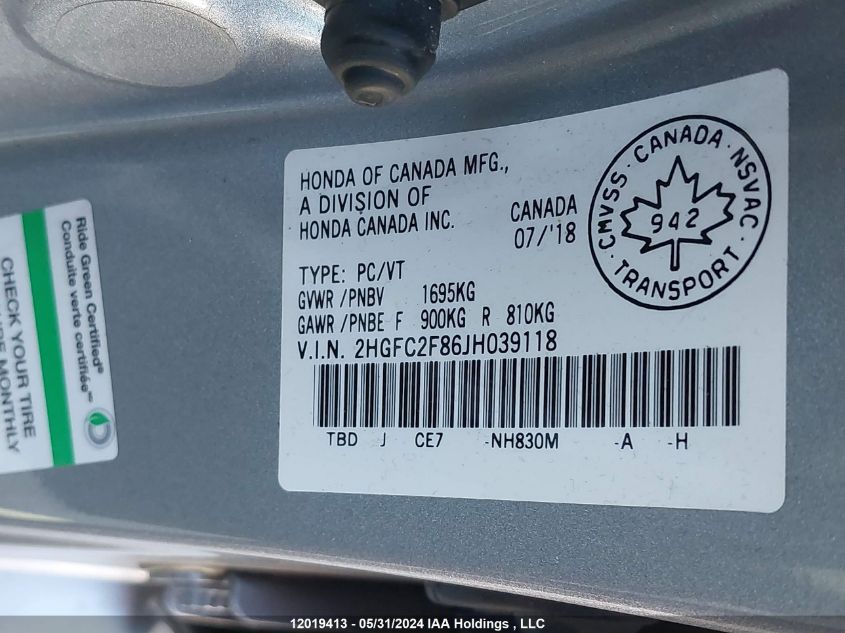 HONDA OF CANADA MFG.,
A DIVISION OF
HONDA CANADA INC.
CANADA
07/'18
CMVSS · CANADA · NSVAC
942
· TRANSPORT ·
TYPE: PC/VT
GVWR /PNBV 1695KG
GAWR /PNBE F 900KG R 810KG
V.I.N. 2HGFC2F86JH039118
TBD J CE7 -NH830M -A -H
Ride Green Certified®
Conduite verte certifiée
CHECK YOUR TIRE
MONTHLY
12019413 - 05/31/2024 IAA Holdings , LLC